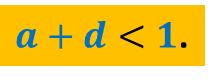 a + d < 1.